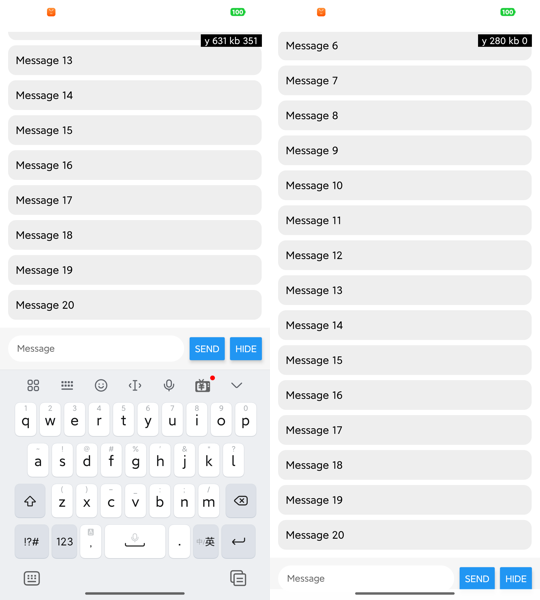 100
y 631 kb 351
Message 13
Message 14
Message 15
Message 16
Message 17
Message 18
Message 19
Message 20
Message
SEND
HIDE
1 2 3 4 5 6 7 8 9 0
q w e r t y u i o p
a s d f g h j k l
z x c v b n m
!?# 123 , . 中/英
100
y 280 kb 0
Message 6
Message 7
Message 8
Message 9
Message 10
Message 11
Message 12
Message 13
Message 14
Message 15
Message 16
Message 17
Message 18
Message 19
Message 20
Message
SEND
HIDE